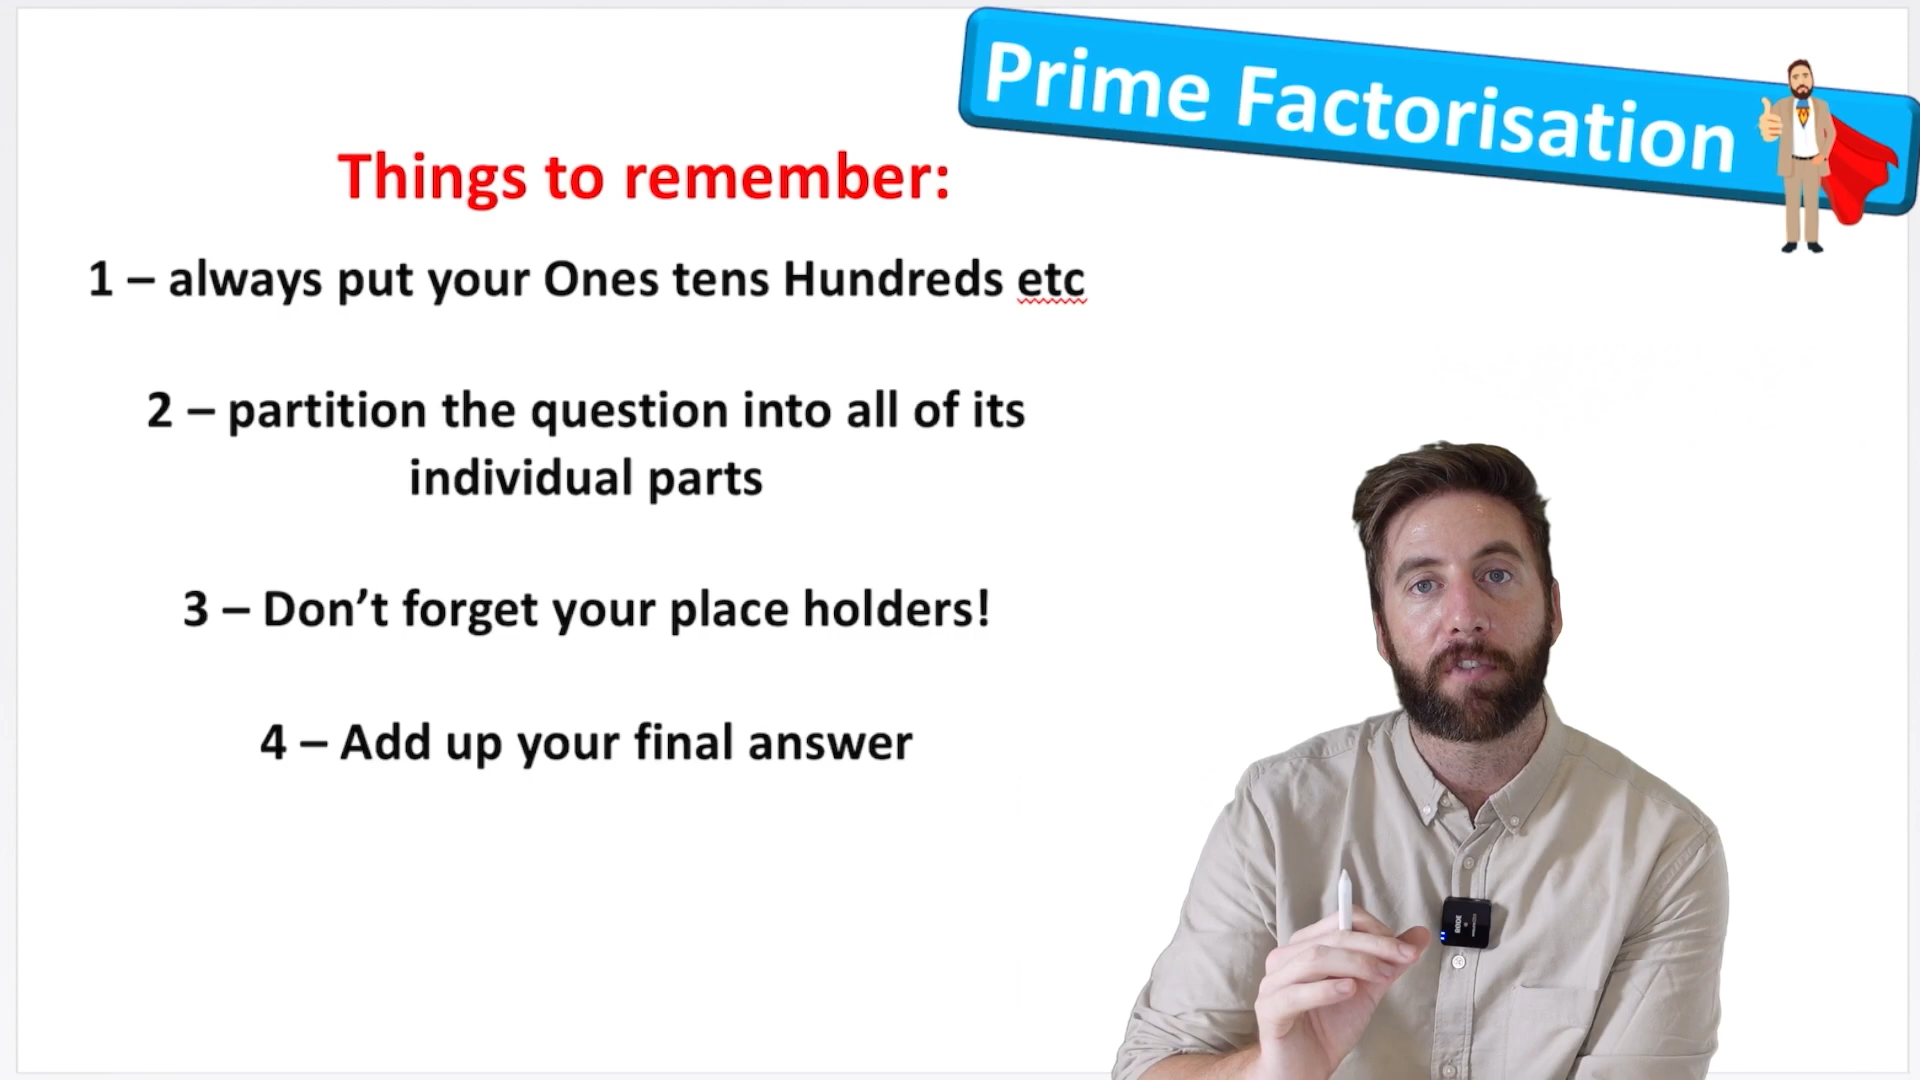 Prime Factorisation
Things to remember:
1 – always put your Ones tens Hundreds etc
2 – partition the question into all of its
individual parts
3 – Don’t forget your place holders!
4 – Add up your final answer
RØDE